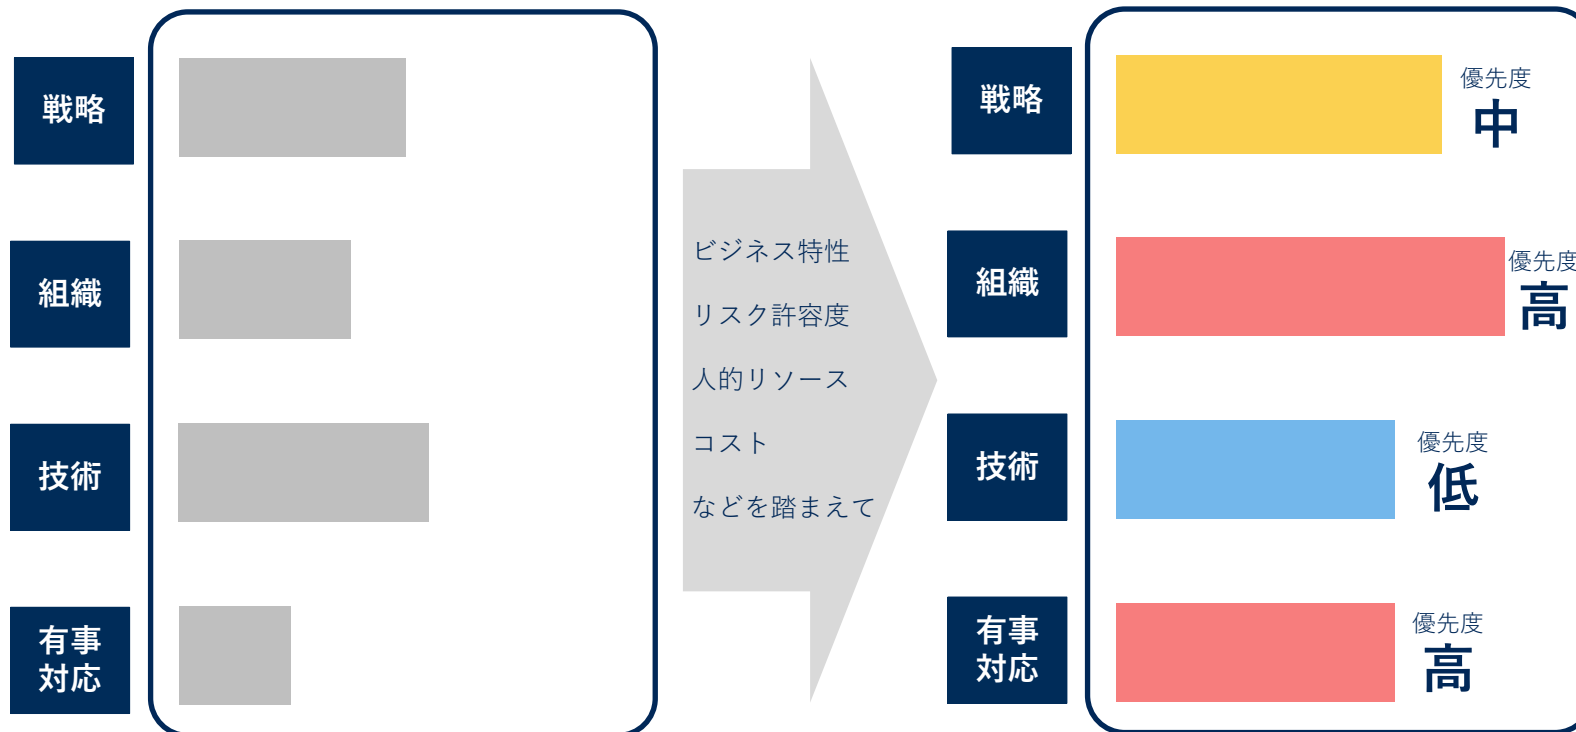 戦略
組織
技術
有事
対応
ビジネス特性
リスク許容度
人的リソース
コスト
などを踏まえて
戦略
優先度
中
組織
優先度
高
技術
優先度
低
有事
対応
優先度
高